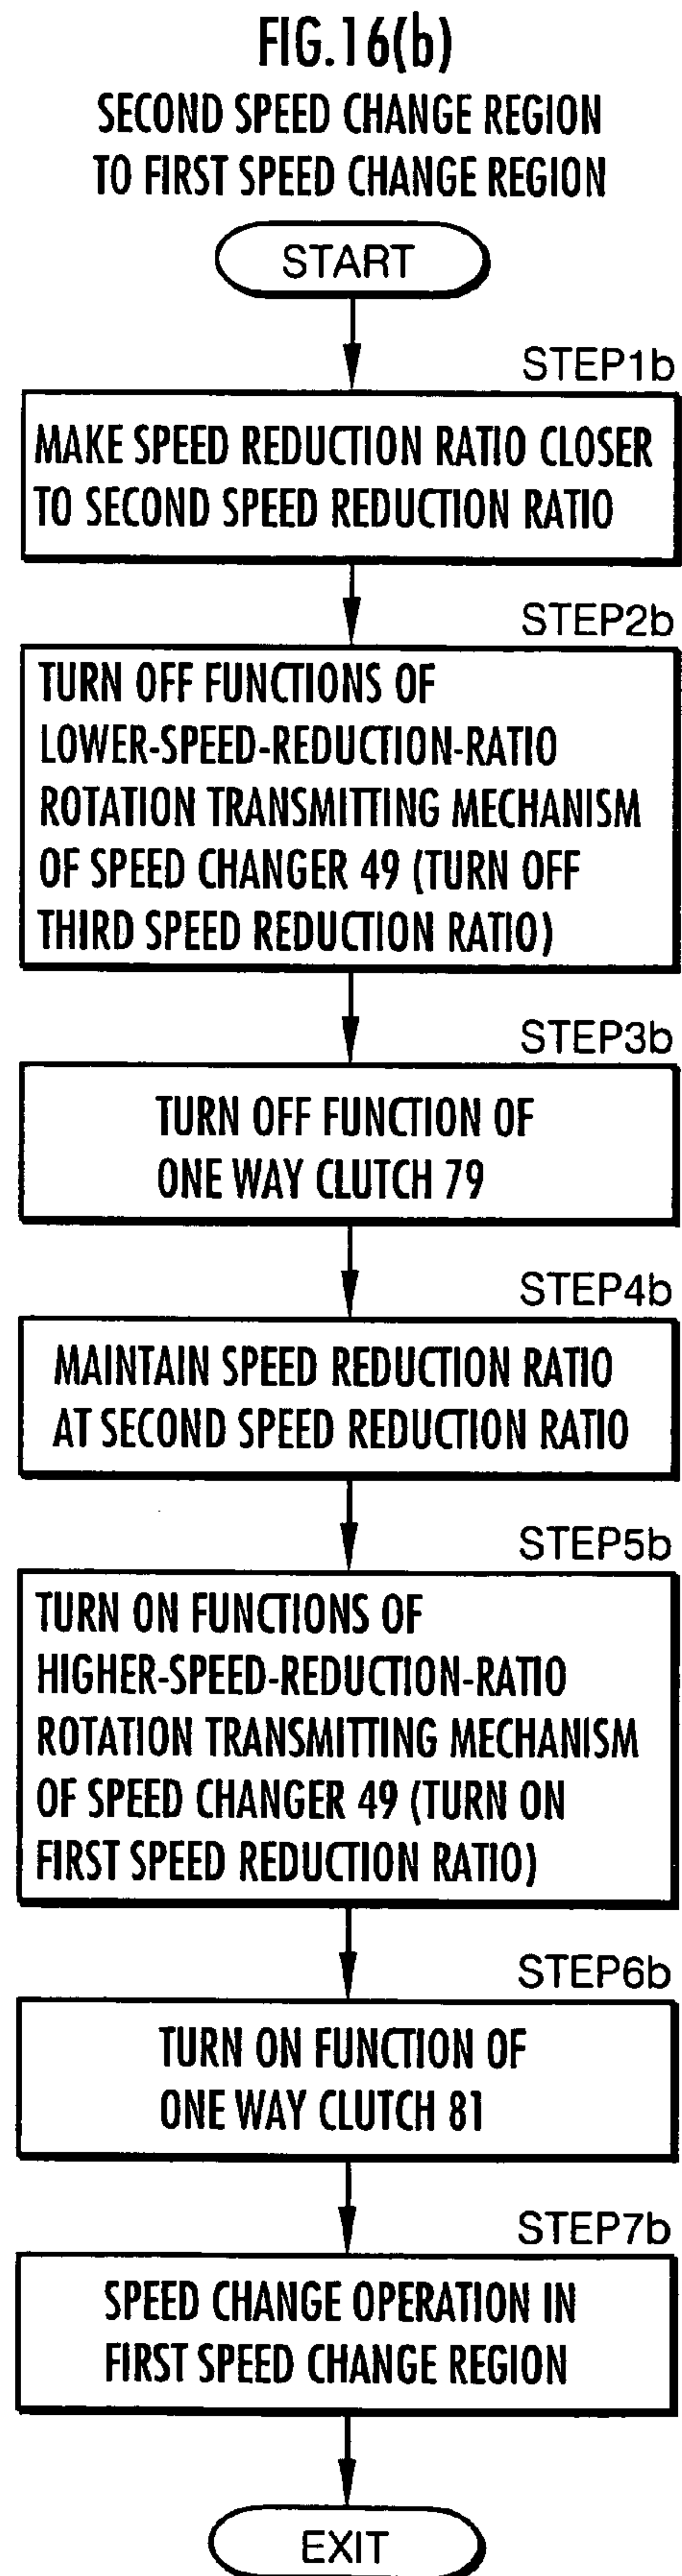 FIG.16(b)
SECOND SPEED CHANGE REGION
TO FIRST SPEED CHANGE REGION
START
STEP1b
MAKE SPEED REDUCTION RATIO CLOSER
TO SECOND SPEED REDUCTION RATIO
STEP2b
TURN OFF FUNCTIONS OF
LOWER-SPEED-REDUCTION-RATIO
ROTATION TRANSMITTING MECHANISM
OF SPEED CHANGER 49 (TURN OFF
THIRD SPEED REDUCTION RATIO)
STEP3b
TURN OFF FUNCTION OF
ONE WAY CLUTCH 79
STEP4b
MAINTAIN SPEED REDUCTION RATIO
AT SECOND SPEED REDUCTION RATIO
STEP5b
TURN ON FUNCTIONS OF
HIGHER-SPEED-REDUCTION-RATIO
ROTATION TRANSMITTING MECHANISM
OF SPEED CHANGER 49 (TURN ON
FIRST SPEED REDUCTION RATIO)
STEP6b
TURN ON FUNCTION OF
ONE WAY CLUTCH 81
STEP7b
SPEED CHANGE OPERATION IN
FIRST SPEED CHANGE REGION
EXIT